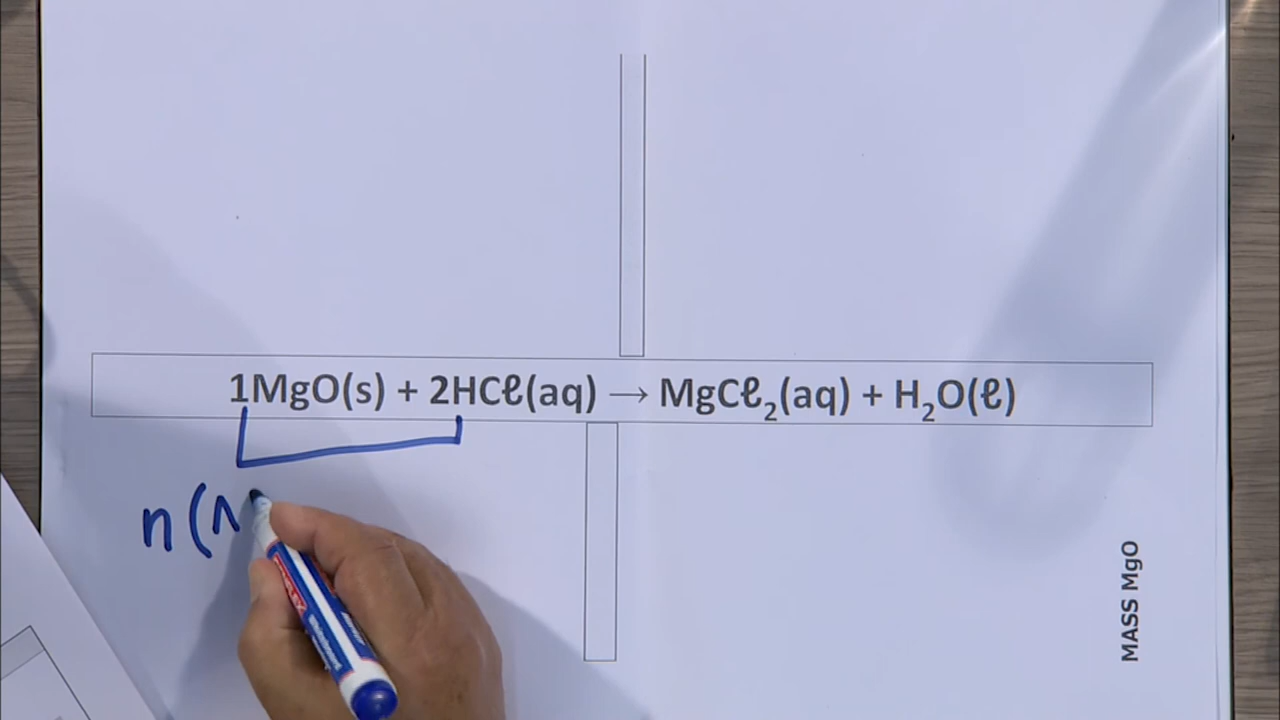 1MgO(s) + 2HCℓ(aq) → MgCℓ₂(aq) + H₂O(ℓ)
n(
MASS MgO